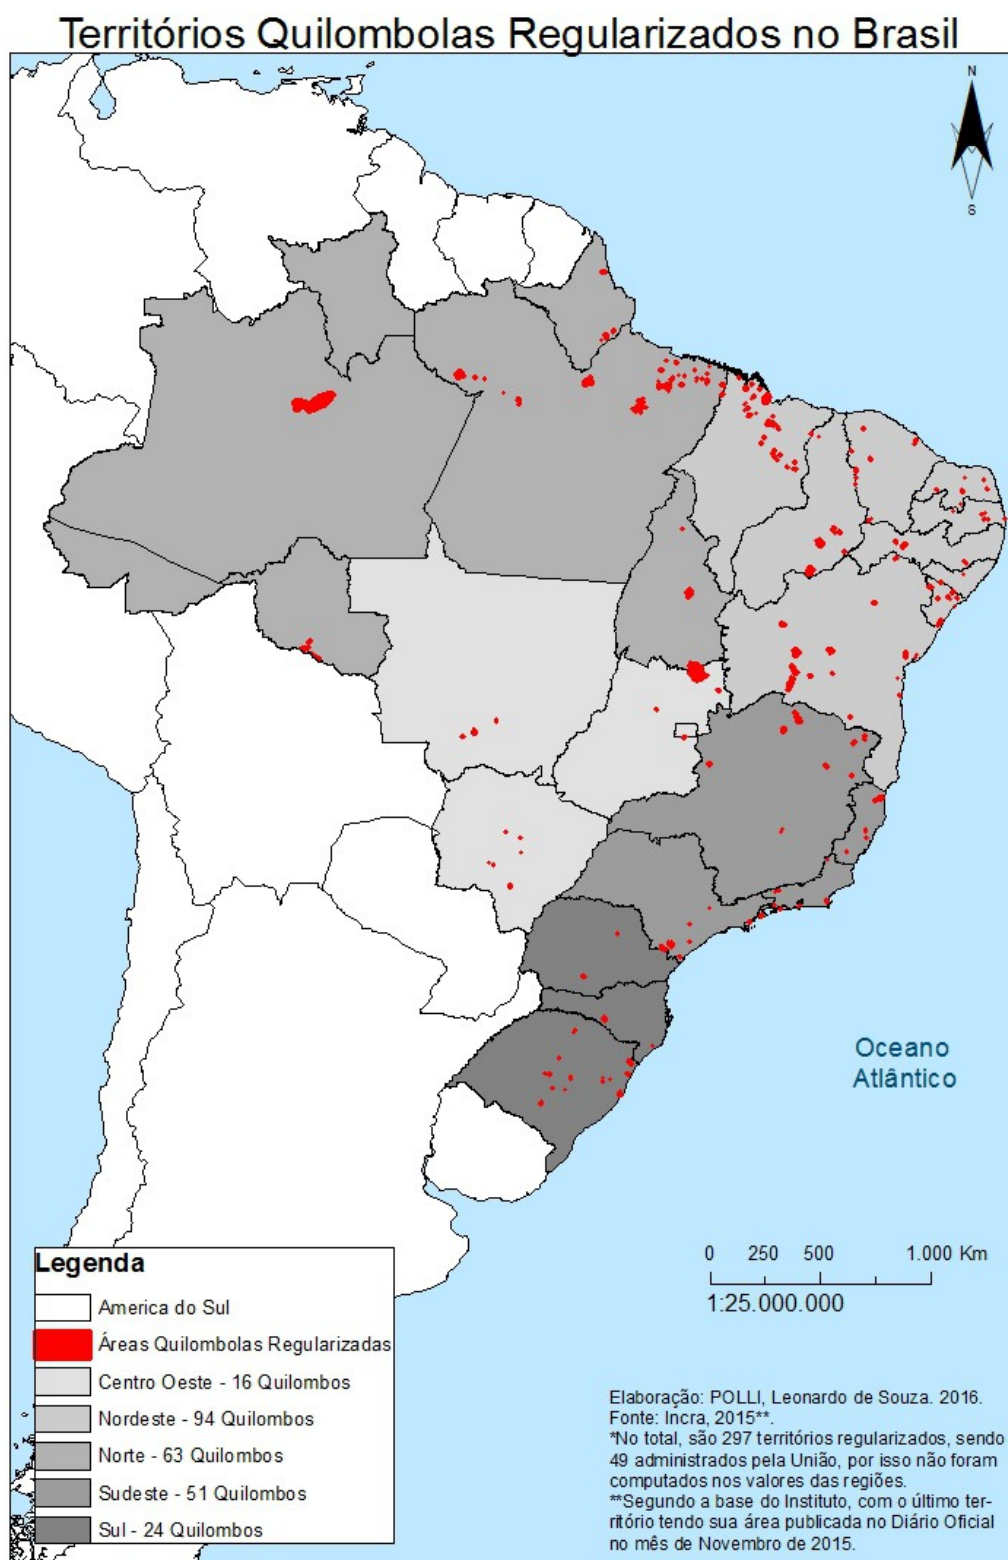 Territórios Quilombolas Regularizados no Brasil
N
S
Oceano
Atlântico
0 250 500 1.000 Km
1:25.000.000
Legenda
America do Sul
Áreas Quilombolas Regularizadas
Centro Oeste - 16 Quilombos
Nordeste - 94 Quilombos
Norte - 63 Quilombos
Sudeste - 51 Quilombos
Sul - 24 Quilombos
Elaboração: POLLI, Leonardo de Souza. 2016.
Fonte: Incra, 2015**.
*No total, são 297 territórios regularizados, sendo
49 administrados pela União, por isso não foram
computados nos valores das regiões.
**Segundo a base do Instituto, com o último ter-
ritório tendo sua área publicada no Diário Oficial
no mês de Novembro de 2015.